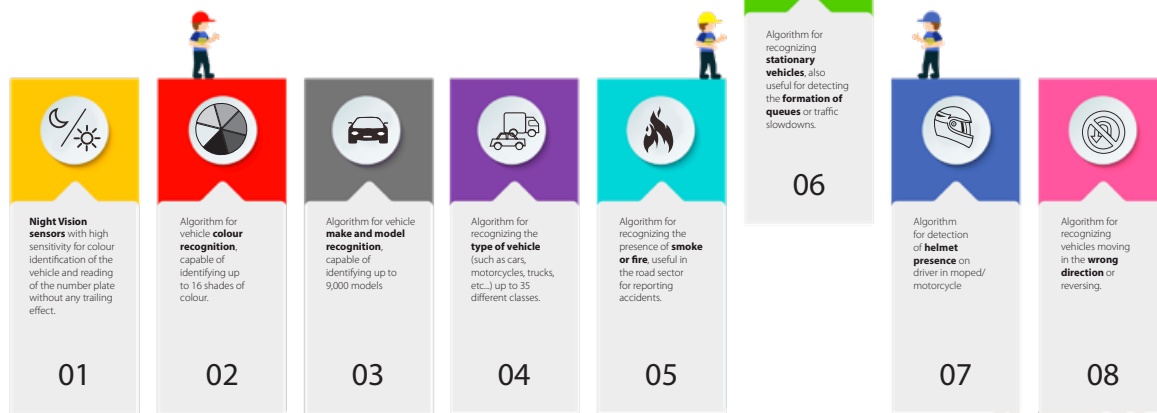 Night Vision
sensors with high
sensitivity for colour
identification of the
vehicle and reading
of the number plate
without any trailing
effect.
01
Algorithm for
vehicle colour
recognition,
capable of
identifying up
to 16 shades of
colour.
02
Algorithm for vehicle
make and model
recognition,
capable of
identifying up to
9,000 models
03
Algorithm for
recognizing the
type of vehicle
(such as cars,
motorcycles, trucks,
etc...) up to 35
different classes.
04
Algorithm for
recognizing the
presence of smoke
or fire, useful in
the road sector
for reporting
accidents.
05
Algorithm for
recognizing
stationary
vehicles, also
useful for detecting
the formation of
queues or traffic
slowdowns.
06
Algorithm
for detection
of helmet
presence on
driver in moped/
motorcycle
07
Algorithm for
recognizing
vehicles moving
in the wrong
direction or
reversing.
08